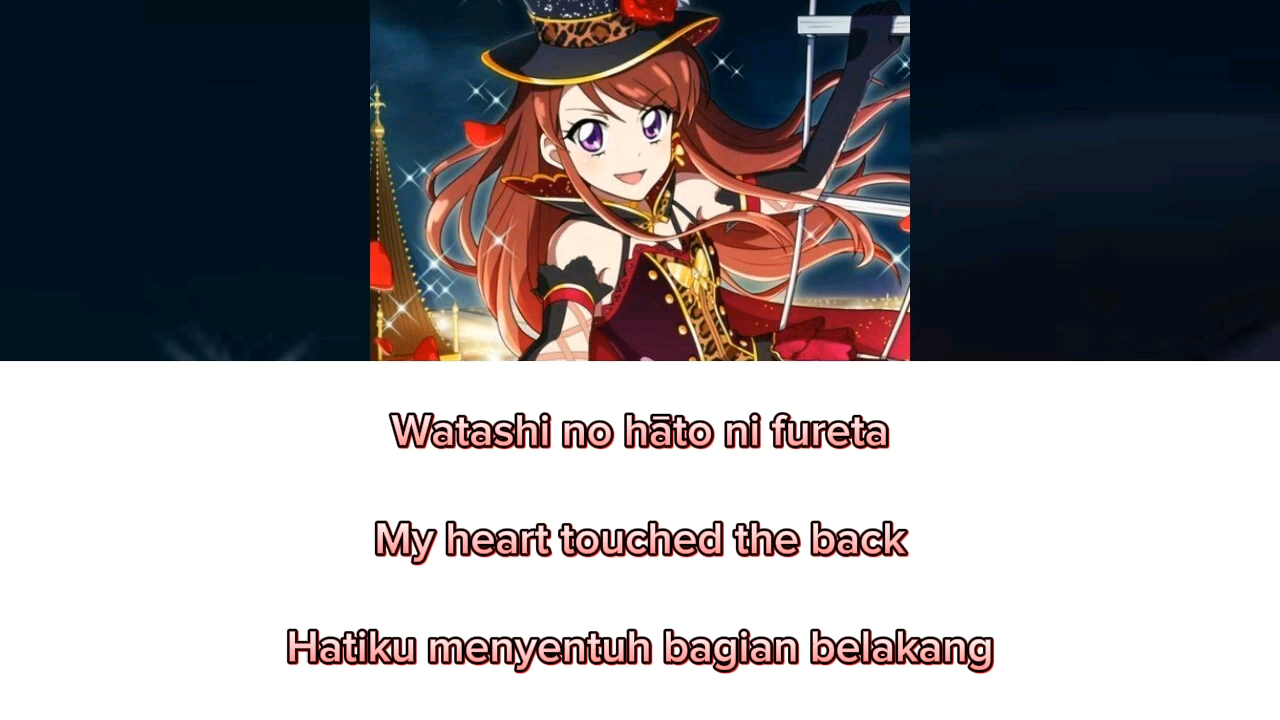 Watashi no hāto ni fureta
My heart touched the back
Hatiku menyentuh bagian belakang